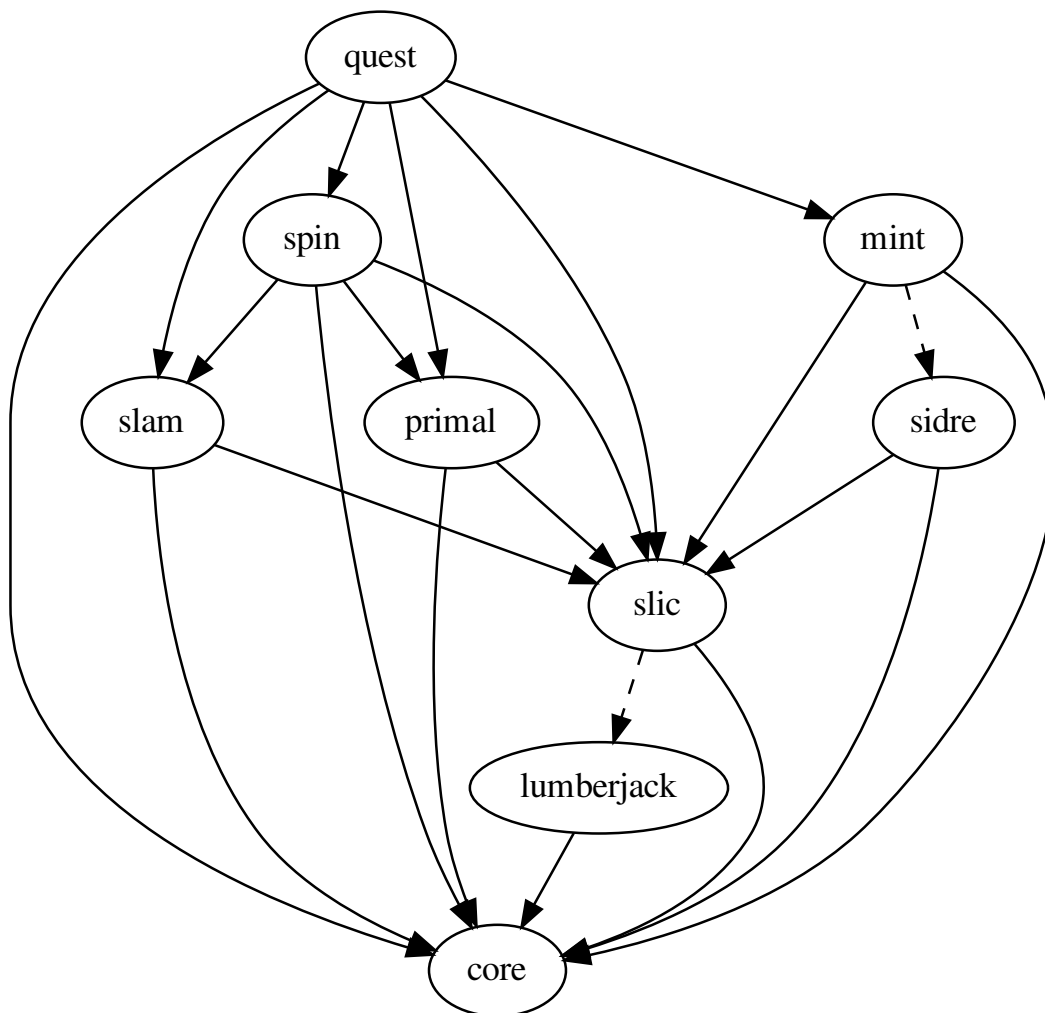 quest
spin
mint
slam
primal
sidre
slic
lumberjack
core